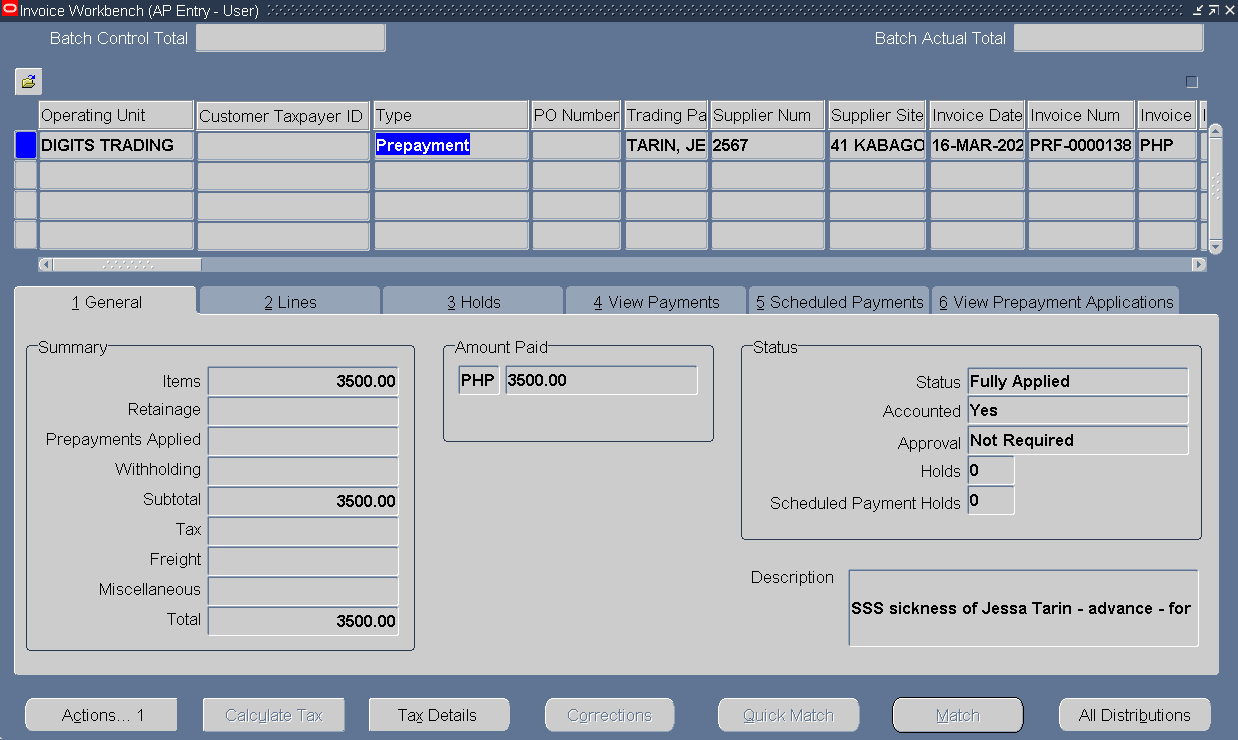 Invoice Workbench (AP Entry - User)
Batch Control Total
Batch Actual Total
Operating Unit Customer Taxpayer ID Type PO Number Trading Pa Supplier Num Supplier Site Invoice Date Invoice Num Invoice
DIGITS TRADING Prepayment TARIN, JE 2567 41 KABAGO 16-MAR-202 PRF-0000138 PHP
1 General 2 Lines 3 Holds 4 View Payments 5 Scheduled Payments 6 View Prepayment Applications
Summary
Items 3500.00
Retainage
Prepayments Applied
Withholding
Subtotal 3500.00
Tax
Freight
Miscellaneous
Total 3500.00
Amount Paid
PHP 3500.00
Status
Status Fully Applied
Accounted Yes
Approval Not Required
Holds 0
Scheduled Payment Holds 0
Description SSS sickness of Jessa Tarin - advance - for
Actions... 1 Calculate Tax Tax Details Corrections Quick Match Match All Distributions